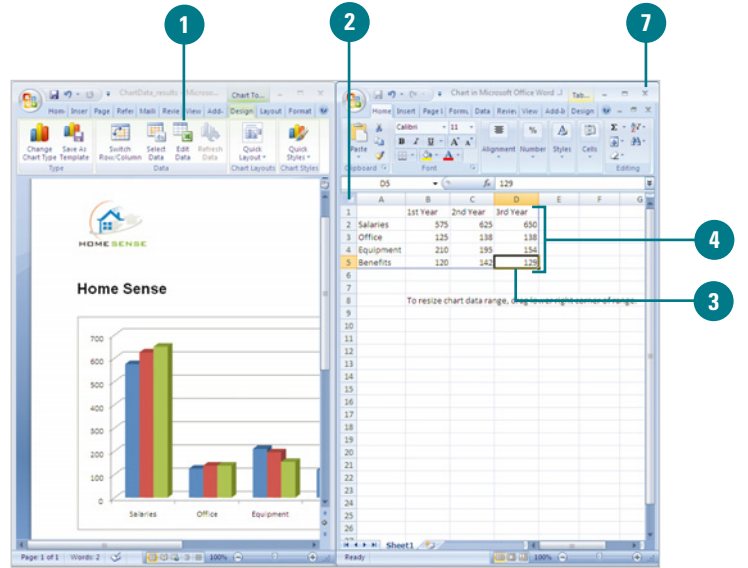 1
2
7
ChartData_results - Microso...
Chart To...
Hom
Inser
Page
Refer
Maili
Revie
View
Add-
Design
Layout
Format
Change
Chart Type
Save As
Template
Switch
Row/Column
Select
Data
Edit
Data
Refresh
Data
Quick
Layout
Quick
Styles
Type
Data
Chart Layouts
Chart Styles
HOME SENSE
Home Sense
700
600
500
400
300
200
100
0
Salaries
Office
Equipment
Page: 1 of 1
Words: 2
100%
Chart in Microsoft Office Word ...
Tab...
Home
Insert
Page L
Form
Data
Review
View
Add-I
Design
Paste
Calibri
11
B I U
A A
Alignment
Number
Styles
Cells
Clipboard
Font
Editing
D5
fx
129
A B C D E F G
1 1st Year 2nd Year 3rd Year
2 Salaries 575 625 650
3 Office 125 138 138
4 Equipment 210 195 154
5 Benefits 120 142 129
6
7
8 To resize chart data range, drag lower right corner of range.
9
10
11
12
13
14
15
16
17
18
19
20
21
22
23
24
25
26
Sheet1
Ready
100%
4
3